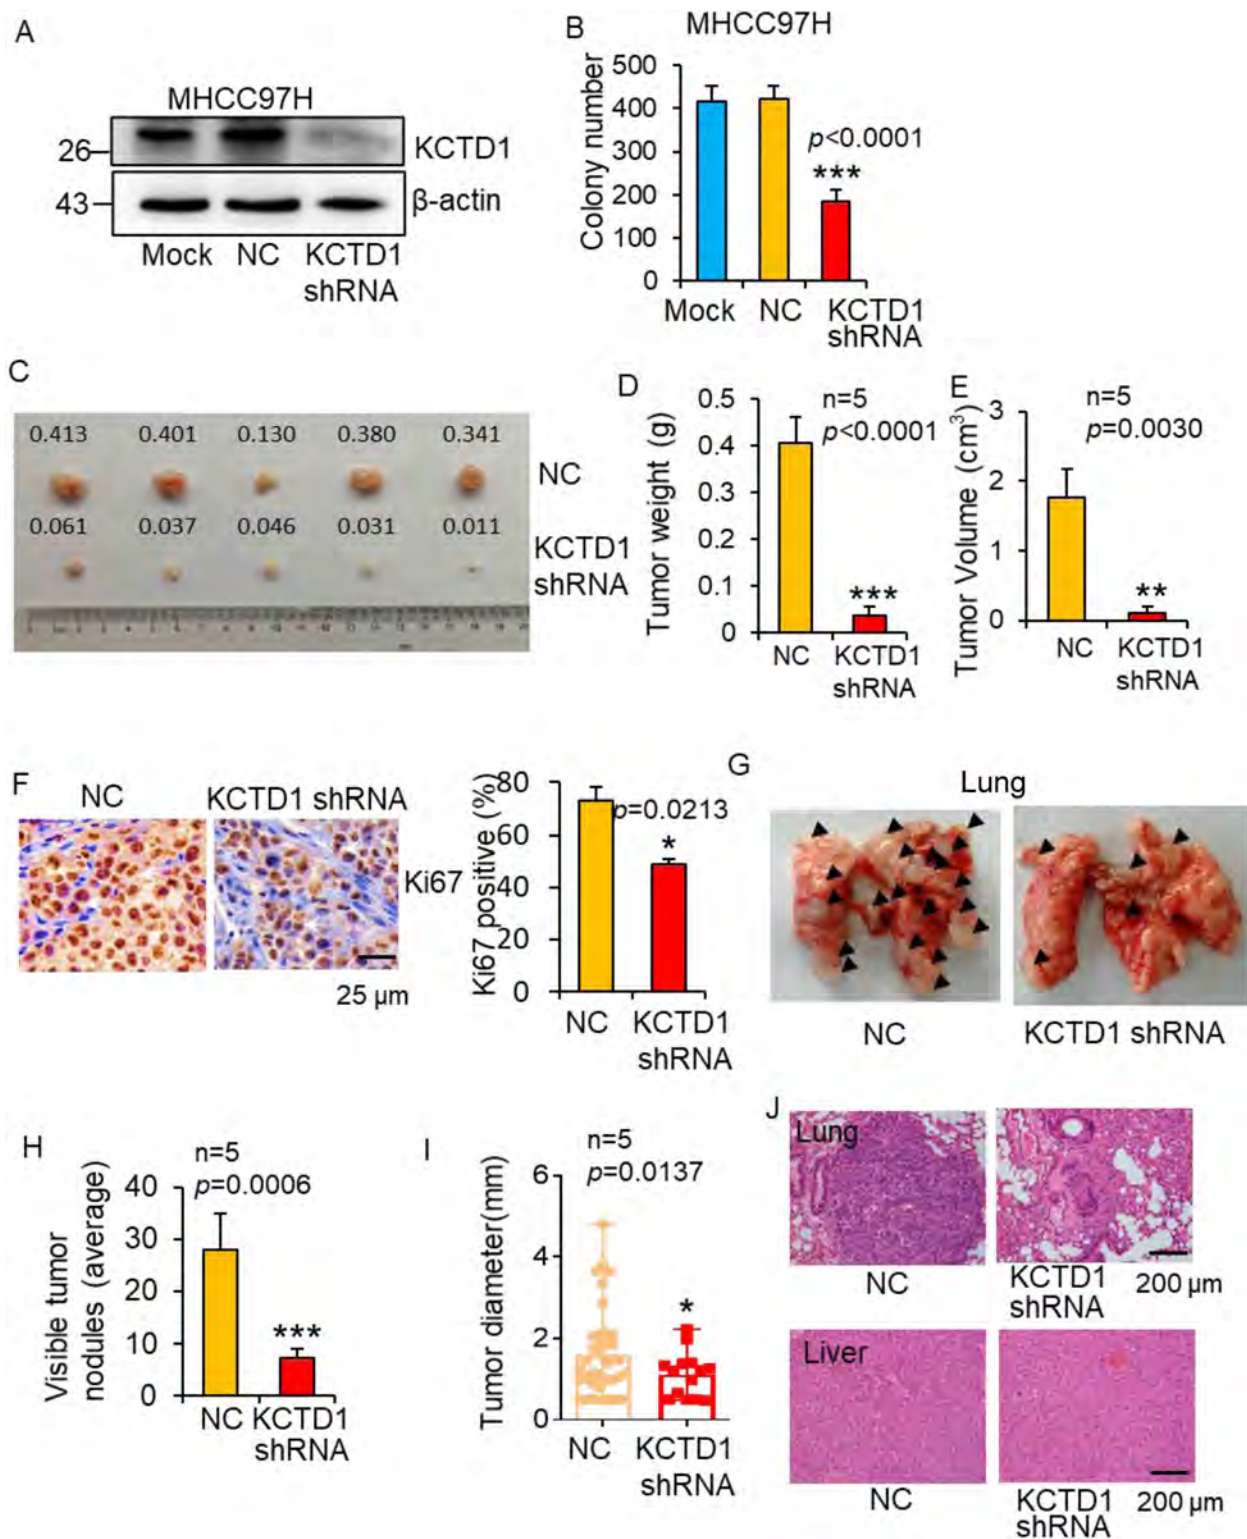 A
MHCC97H
26
KCTD1
43
β-actin
Mock NC KCTD1
shRNA
B
MHCC97H
Colony number
500
400
300
200
100
0
p<0.0001
***
Mock NC KCTD1
shRNA
C
0.413 0.401 0.130 0.380 0.341
NC
0.061 0.037 0.046 0.031 0.011
KCTD1
shRNA
D
Tumor weight (g)
0.5
0.4
0.3
0.2
0.1
0
n=5
p<0.0001
***
NC KCTD1
shRNA
E
Tumor Volume (cm³)
3
2
1
0
n=5
p=0.0030
**
NC KCTD1
shRNA
F
NC KCTD1 shRNA
Ki67
25 µm
Ki67 positive (%)
80
60
40
20
0
p=0.0213
*
NC KCTD1
shRNA
G
Lung
NC KCTD1 shRNA
H
Visible tumor
nodules (average)
40
30
20
10
0
n=5
p=0.0006
***
NC KCTD1
shRNA
I
Tumor diameter(mm)
6
4
2
0
n=5
p=0.0137
*
NC KCTD1
shRNA
J
Lung
NC KCTD1
shRNA
200 µm
Liver
NC KCTD1
shRNA
200 µm